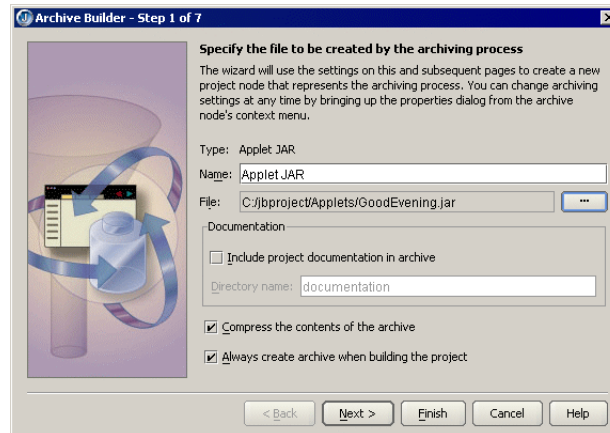 Archive Builder - Step 1 of 7
Specify the file to be created by the archiving process
The wizard will use the settings on this and subsequent pages to create a new
project node that represents the archiving process. You can change archiving
settings at any time by bringing up the properties dialog from the archive
node's context menu.
Type: Applet JAR
Name: Applet JAR
File: C:/jbproject/Applets/GoodEvening.jar ...
Documentation
Include project documentation in archive
Directory name: documentation
Compress the contents of the archive
Always create archive when building the project
< Back Next > Finish Cancel Help